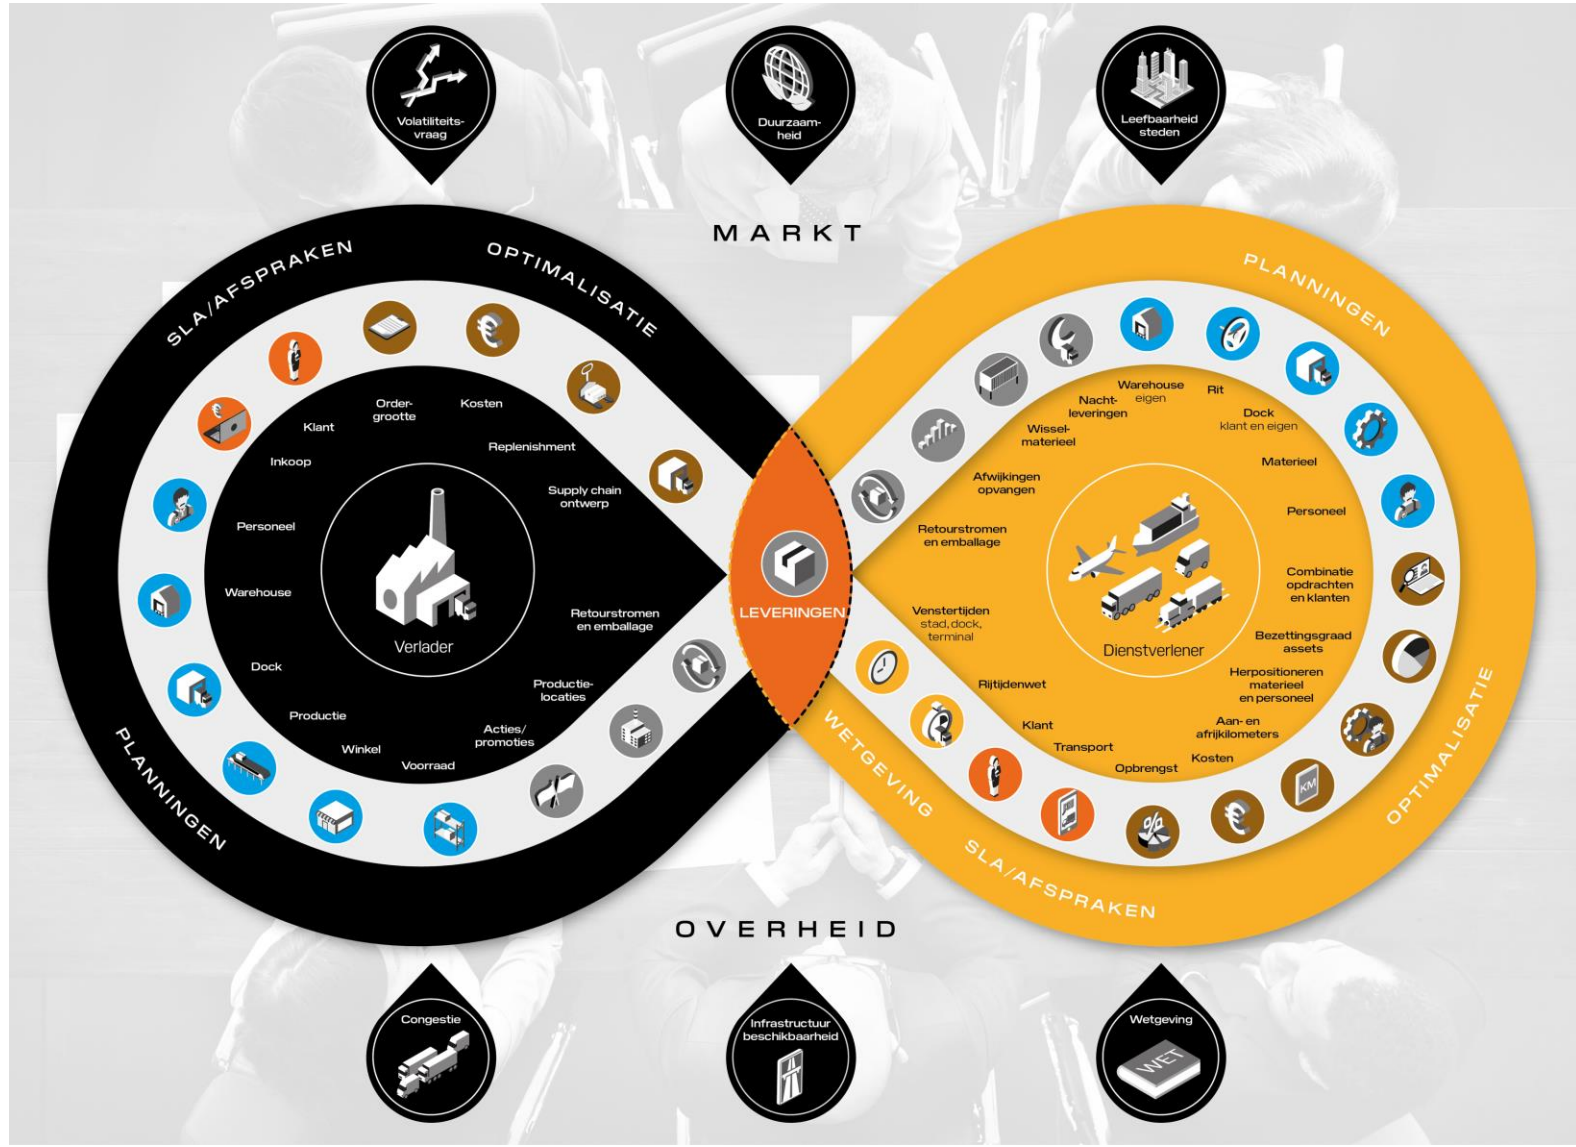 Volatiliteits-
vraag
Duurzaam-
heid
Leefbaarheid
steden
MARKT
SLA/AFSPRAKEN
OPTIMALISATIE
PLANNINGEN
Klant
Order-
grootte
Kosten
Replenishment
Supply chain
ontwerp
Inkoop
Personeel
Warehouse
Dock
Productie
Winkel
Voorraad
Acties/
promoties
Productie-
locaties
Retourstromen
en emballage
Verlader
€
€
LEVERINGEN
PLANNINGEN
OPTIMALISATIE
SLA/AFSPRAKEN
WETGEVING
Warehouse
eigen
Rit
Dock
klant en eigen
Materieel
Personeel
Combinatie
opdrachten
en klanten
Bezettingsgraad
assets
Herpositioneren
materieel
en personeel
Aan- en
afrijkilometers
Kosten
Opbrengst
Transport
Klant
Rijtijdenwet
Venstertijden
stad, dock,
terminal
Retourstromen
en emballage
Afwijkingen
opvangen
Wissel-
materieel
Nacht-
leveringen
Dienstverlener
KM
€
%
OVERHEID
Congestie
Infrastructuur
beschikbaarheid
Wetgeving
WET